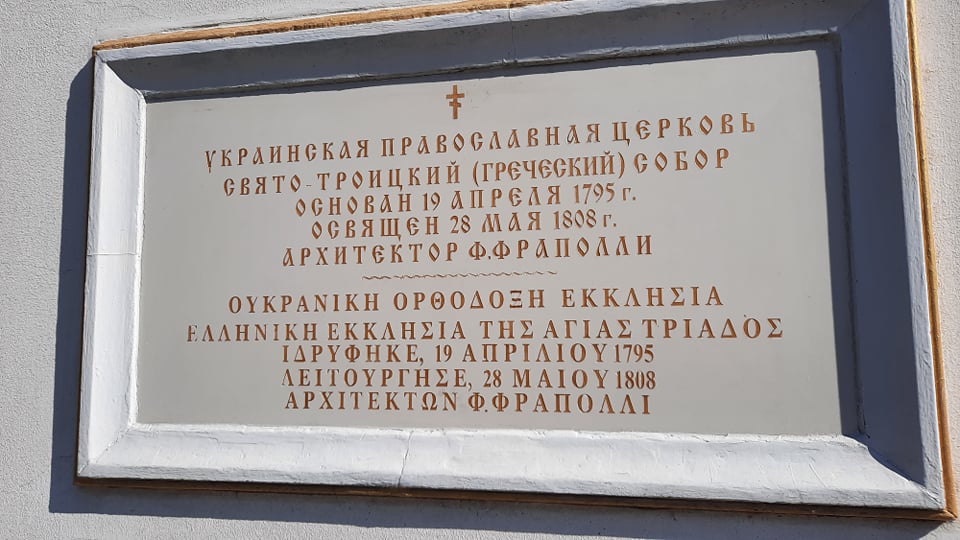 УКРАИНСКАЯ ПРАВОСЛАВНАЯ ЦЕРКОВЬ
СВЯТО-ТРОИЦКИЙ (ГРЕЧЕСКИЙ) СОБОР
ОСНОВАН 19 АПРЕЛЯ 1795 г.
ОСВЯЩЕН 28 МАЯ 1808 г.
АРХИТЕКТОР Ф.ФРАПОЛЛИ
ΟΥΚΡΑΝΙΚΗ ΟΡΘΟΔΟΞΗ ΕΚΚΛΗΣΙΑ
ΕΛΛΗΝΙΚΗ ΕΚΚΛΗΣΙΑ ΤΗΣ ΑΓΙΑΣ ΤΡΙΑΔΟΣ
ΙΔΡΥΦΗΚΕ, 19 ΑΠΡΙΛΙΟΥ 1795
ΛΕΙΤΟΥΡΓΗΣΕ, 28 ΜΑΙΟΥ 1808
ΑΡΧΙΤΕΚΤΩΝ Φ.ΦΡΑΠΟΛΛΙ